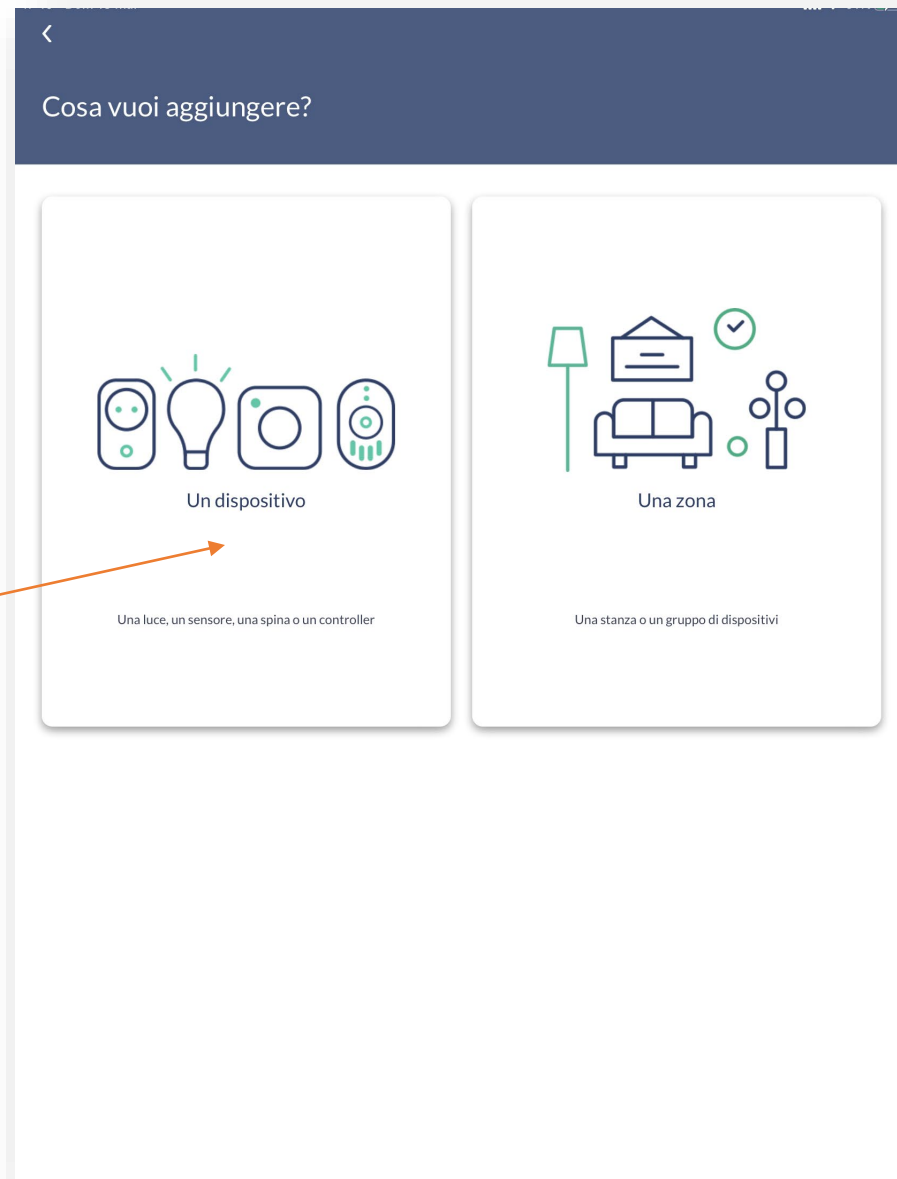 Cosa vuoi aggiungere?
Un dispositivo
Una luce, un sensore, una spina o un controller
Una zona
Una stanza o un gruppo di dispositivi